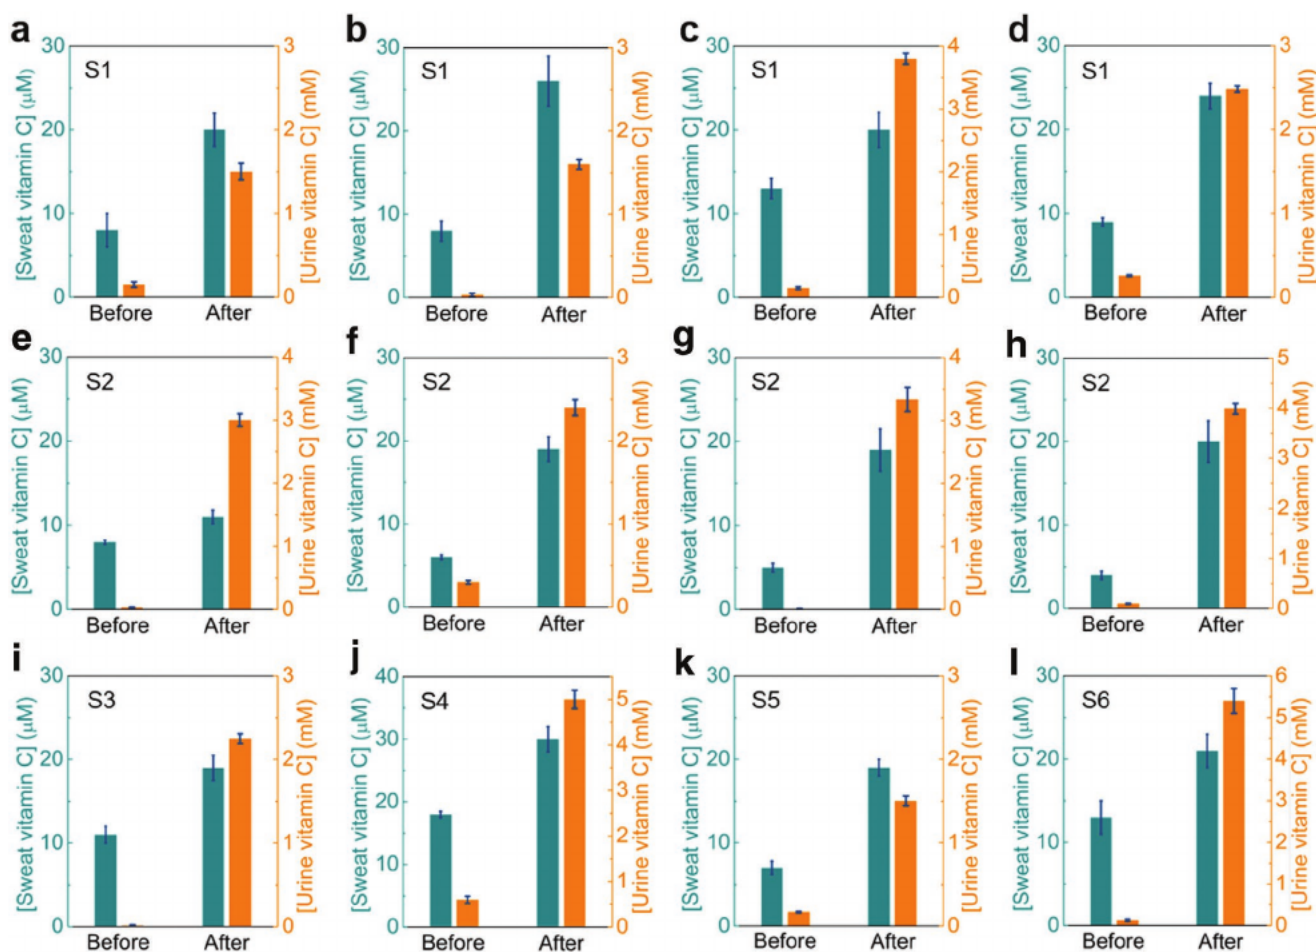 a
[Sweat vitamin C] (μM)
30
20
10
0
S1
Before
After
3
2
1
0
[Urine vitamin C] (mM)
b
[Sweat vitamin C] (μM)
30
20
10
0
S1
Before
After
3
2
1
0
[Urine vitamin C] (mM)
c
[Sweat vitamin C] (μM)
30
20
10
0
S1
Before
After
4
3
2
1
0
[Urine vitamin C] (mM)
d
[Sweat vitamin C] (μM)
30
20
10
0
S1
Before
After
3
2
1
0
[Urine vitamin C] (mM)
e
[Sweat vitamin C] (μM)
30
20
10
0
S2
Before
After
4
3
2
1
0
[Urine vitamin C] (mM)
f
[Sweat vitamin C] (μM)
30
20
10
0
S2
Before
After
3
2
1
0
[Urine vitamin C] (mM)
g
[Sweat vitamin C] (μM)
30
20
10
0
S2
Before
After
4
3
2
1
0
[Urine vitamin C] (mM)
h
[Sweat vitamin C] (μM)
30
20
10
0
S2
Before
After
5
4
3
2
1
0
[Urine vitamin C] (mM)
i
[Sweat vitamin C] (μM)
30
20
10
0
S3
Before
After
3
2
1
0
[Urine vitamin C] (mM)
j
[Sweat vitamin C] (μM)
40
30
20
10
0
S4
Before
After
5
4
3
2
1
0
[Urine vitamin C] (mM)
k
[Sweat vitamin C] (μM)
30
20
10
0
S5
Before
After
3
2
1
0
[Urine vitamin C] (mM)
l
[Sweat vitamin C] (μM)
30
20
10
0
S6
Before
After
6
5
4
3
2
1
0
[Urine vitamin C] (mM)